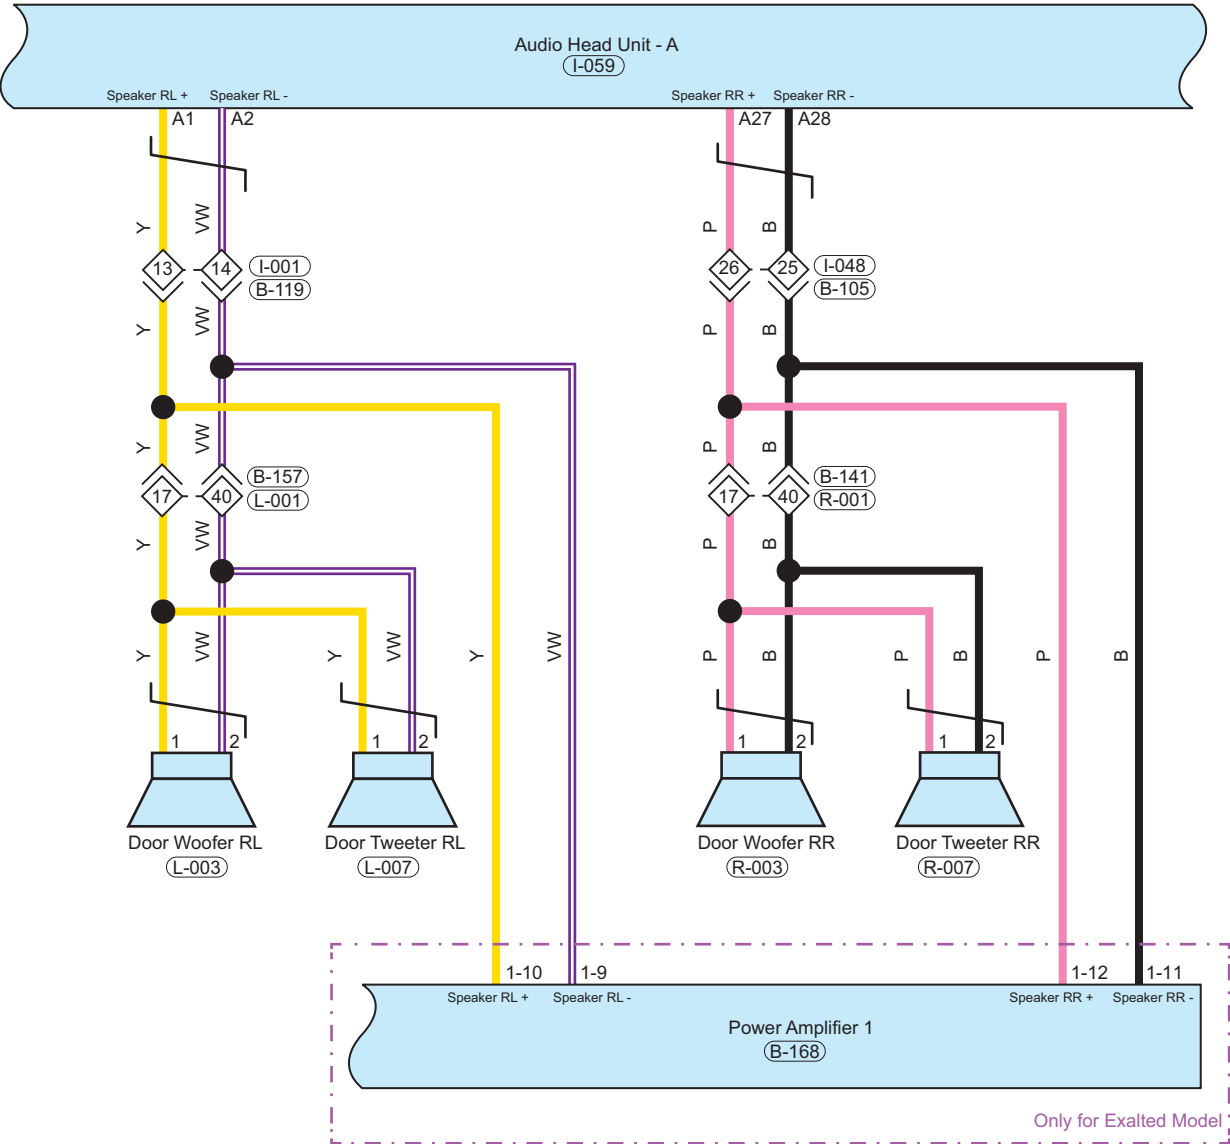 Audio Head Unit - A
I-059
Speaker RL + Speaker RL - Speaker RR + Speaker RR -
A1 A2 A27 A28
Y VW P B
13 14 I-001 26 25 I-048
B-119 B-105
Y VW P B
Y VW P B
B-157 B-141
17 40 L-001 17 40 R-001
Y VW P B
Y VW Y VW Y VW P B P B P B
1 2 1 2 1 2 1 2
Door Woofer RL Door Tweeter RL Door Woofer RR Door Tweeter RR
L-003 L-007 R-003 R-007
1-10 1-9 1-12 1-11
Speaker RL + Speaker RL - Speaker RR + Speaker RR -
Power Amplifier 1
B-168
Only for Exalted Model